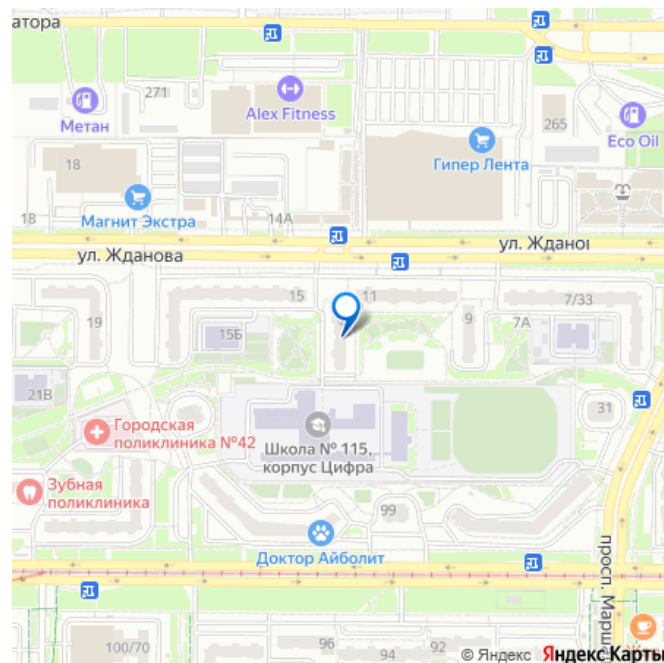 атора
271
Alex Fitness
Метан
265
Eco Oil
Гипер Лента
18
Магнит Экстра
18
14А
ул. Ждано
ул. Жданова
15
11
7/33
19
9
7А
15Б
21В
31
Городская
поликлиника №42
Школа № 115,
корпус Цифра
Зубная
поликлиника
99
Доктор Айболит
просп. Марш
100/70
96
94
92
© Яндекс Яндекс Карты